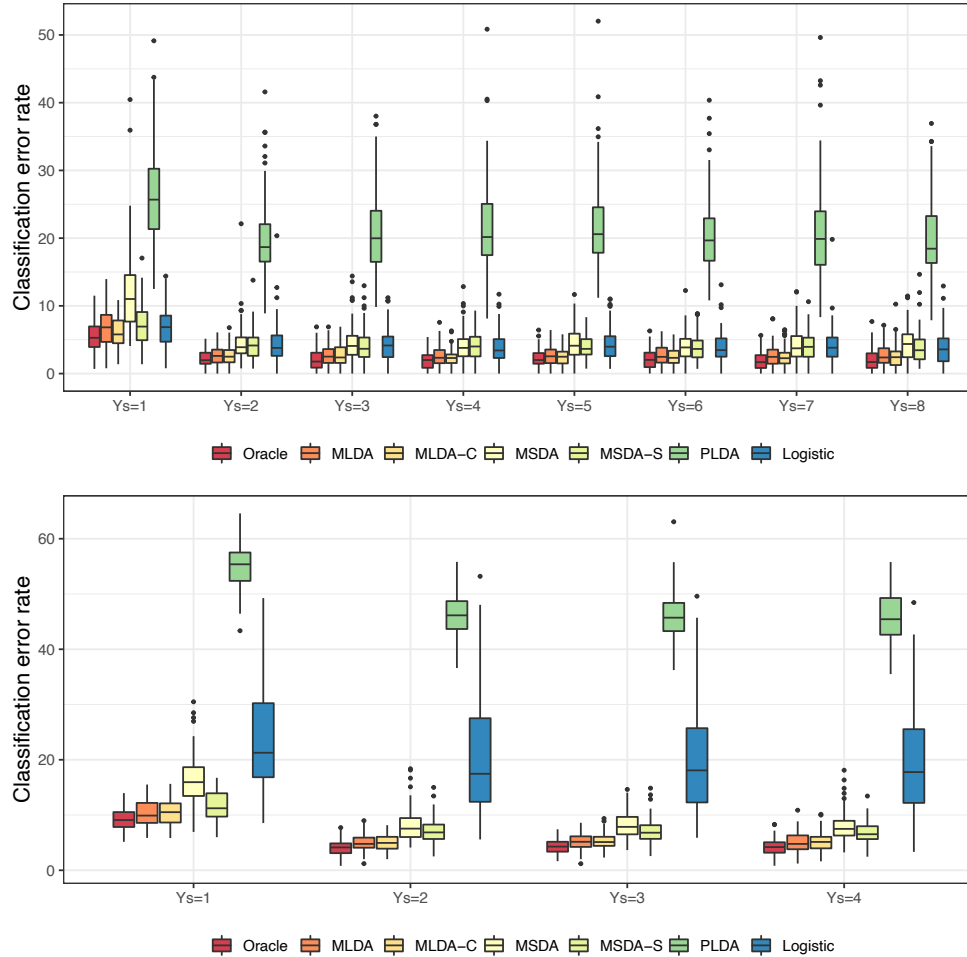 Classification error rate
50
40
30
20
10
0
Ys=1 Ys=2 Ys=3 Ys=4 Ys=5 Ys=6 Ys=7 Ys=8
Oracle MLDA MLDA-C MSDA MSDA-S PLDA Logistic
Classification error rate
60
40
20
0
Ys=1 Ys=2 Ys=3 Ys=4
Oracle MLDA MLDA-C MSDA MSDA-S PLDA Logistic